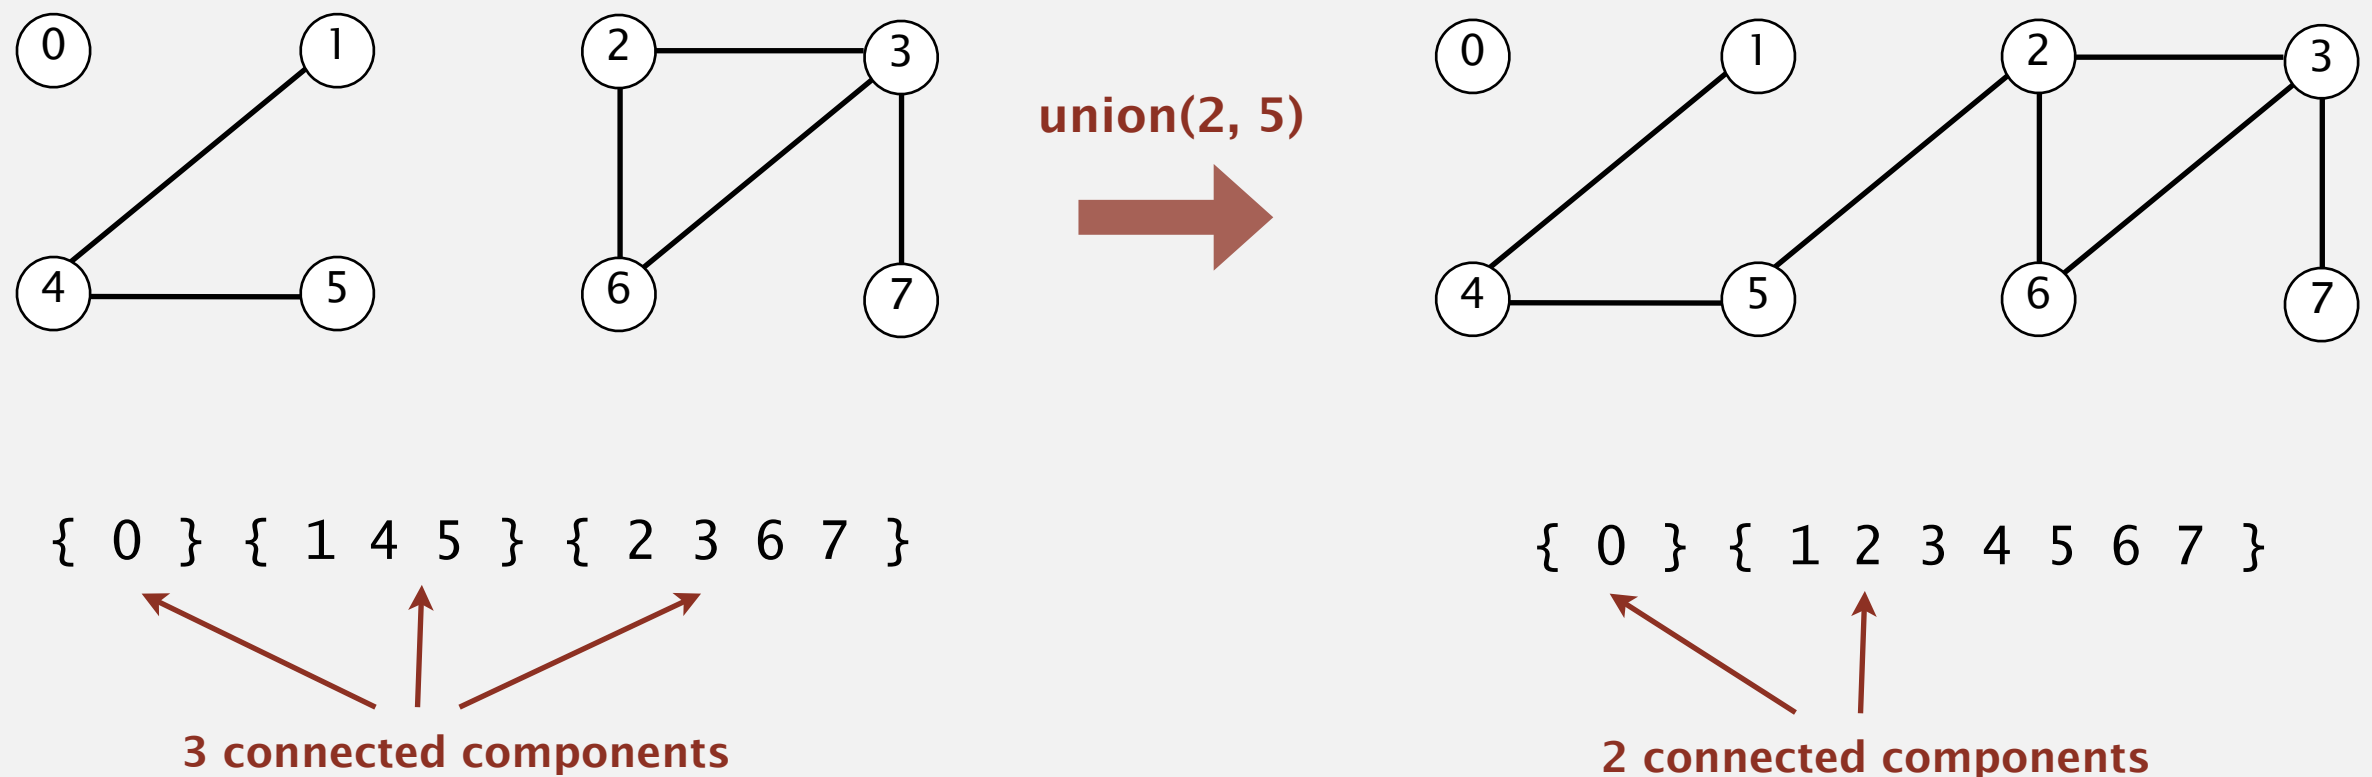 0 1 2 3
4 5 6 7
union(2, 5)
0 1 2 3
4 5 6 7
{ 0 } { 1 4 5 } { 2 3 6 7 }
3 connected components
{ 0 } { 1 2 3 4 5 6 7 }
2 connected components